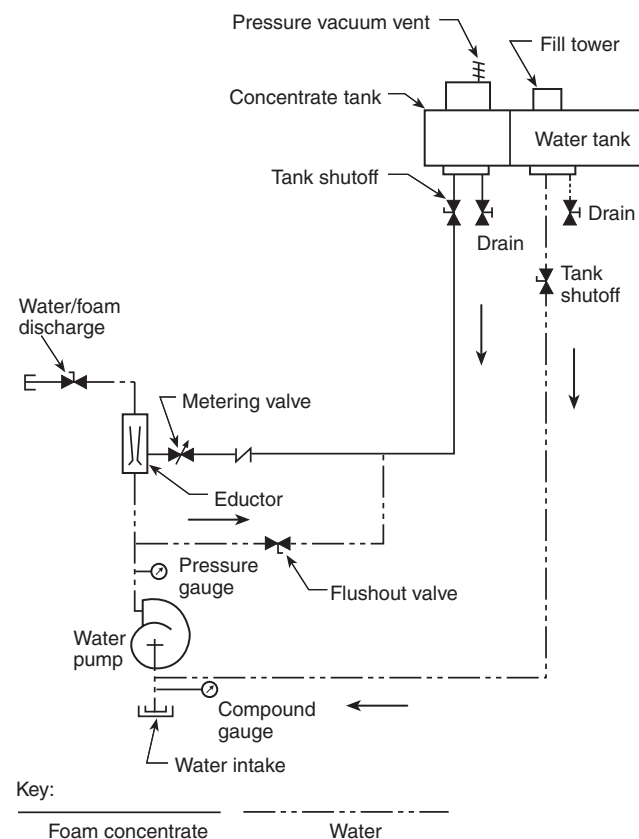 Pressure vacuum vent
Fill tower
Concentrate tank
Water tank
Tank shutoff
Drain
Drain
Tank
shutoff
Water/foam
discharge
Metering valve
Eductor
Pressure
gauge
Flushout valve
Water
pump
Compound
gauge
Water intake
Key:
Foam concentrate
Water